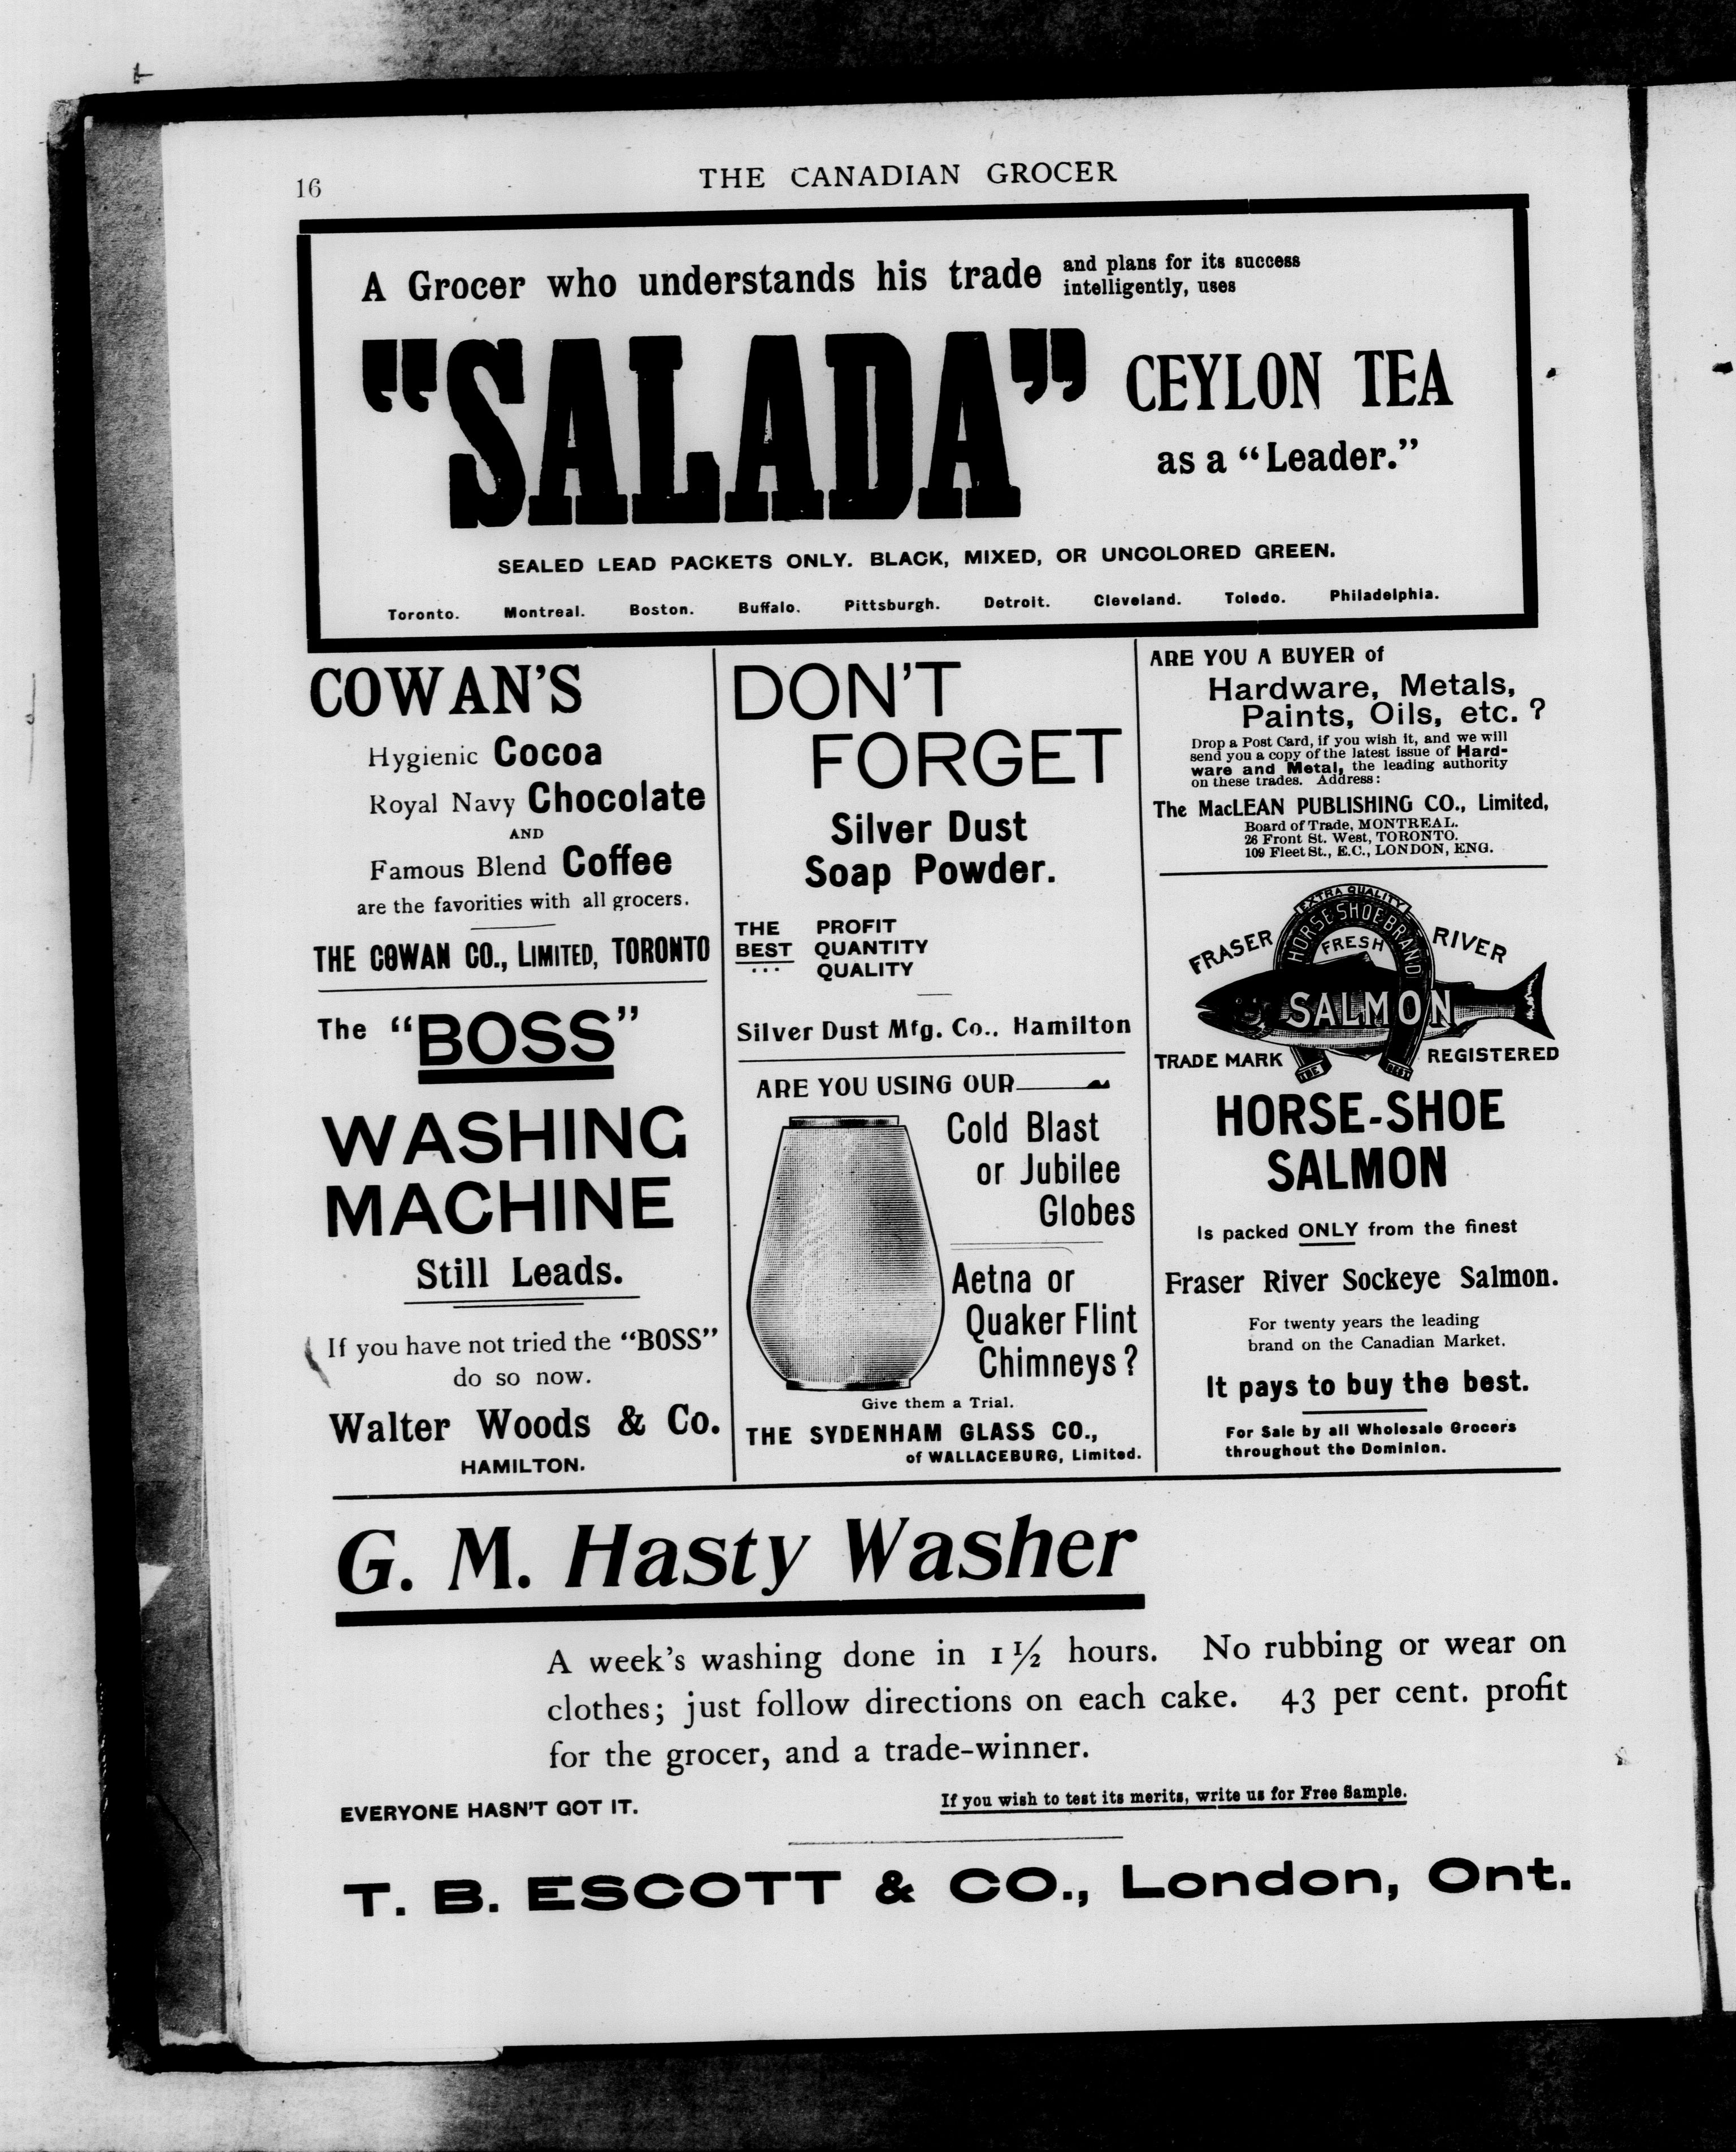 16
THE CANADIAN GROCER
A Grocer who understands his trade and plans for its success
intelligently, uses
"SALADA" CEYLON TEA
as a "Leader."
SEALED LEAD PACKETS ONLY. BLACK, MIXED, OR UNCOLORED GREEN.
Toronto. Montreal. Boston. Buffalo. Pittsburgh. Detroit. Cleveland. Toledo. Philadelphia.
COWAN'S
Hygienic Cocoa
Royal Navy Chocolate
AND
Famous Blend Coffee
are the favorities with all grocers.
THE COWAN CO., LIMITED, TORONTO
The "BOSS"
WASHING
MACHINE
Still Leads.
If you have not tried the "BOSS"
do so now.
Walter Woods & Co.
HAMILTON.
DON'T
FORGET
Silver Dust
Soap Powder.
THE PROFIT
BEST QUANTITY
... QUALITY
Silver Dust Mfg. Co.. Hamilton
ARE YOU USING OUR
Cold Blast
or Jubilee
Globes
Aetna or
Quaker Flint
Chimneys?
Give them a Trial.
THE SYDENHAM GLASS CO.,
of WALLACEBURG, Limited.
ARE YOU A BUYER of
Hardware, Metals,
Paints, Oils, etc. ?
Drop a Post Card, if you wish it, and we will
send you a copy of the latest issue of Hard-
ware and Metal, the leading authority
on these trades. Address:
The MacLEAN PUBLISHING CO., Limited,
Board of Trade, MONTREAL.
26 Front St. West, TORONTO.
109 Fleet St., E.C., LONDON, ENG.
EXTRA QUALITY
HORSE SHOE BRAND
FRASER FRESH RIVER
SALMON
TRADE MARK THE BEST REGISTERED
HORSE-SHOE
SALMON
Is packed ONLY from the finest
Fraser River Sockeye Salmon.
For twenty years the leading
brand on the Canadian Market.
It pays to buy the best.
For Sale by all Wholesale Grocers
throughout the Dominion.
G. M. Hasty Washer
A week's washing done in 1½ hours. No rubbing or wear on
clothes; just follow directions on each cake. 43 per cent. profit
for the grocer, and a trade-winner.
EVERYONE HASN'T GOT IT.
If you wish to test its merits, write us for Free Sample.
T. B. ESCOTT & CO., London, Ont.